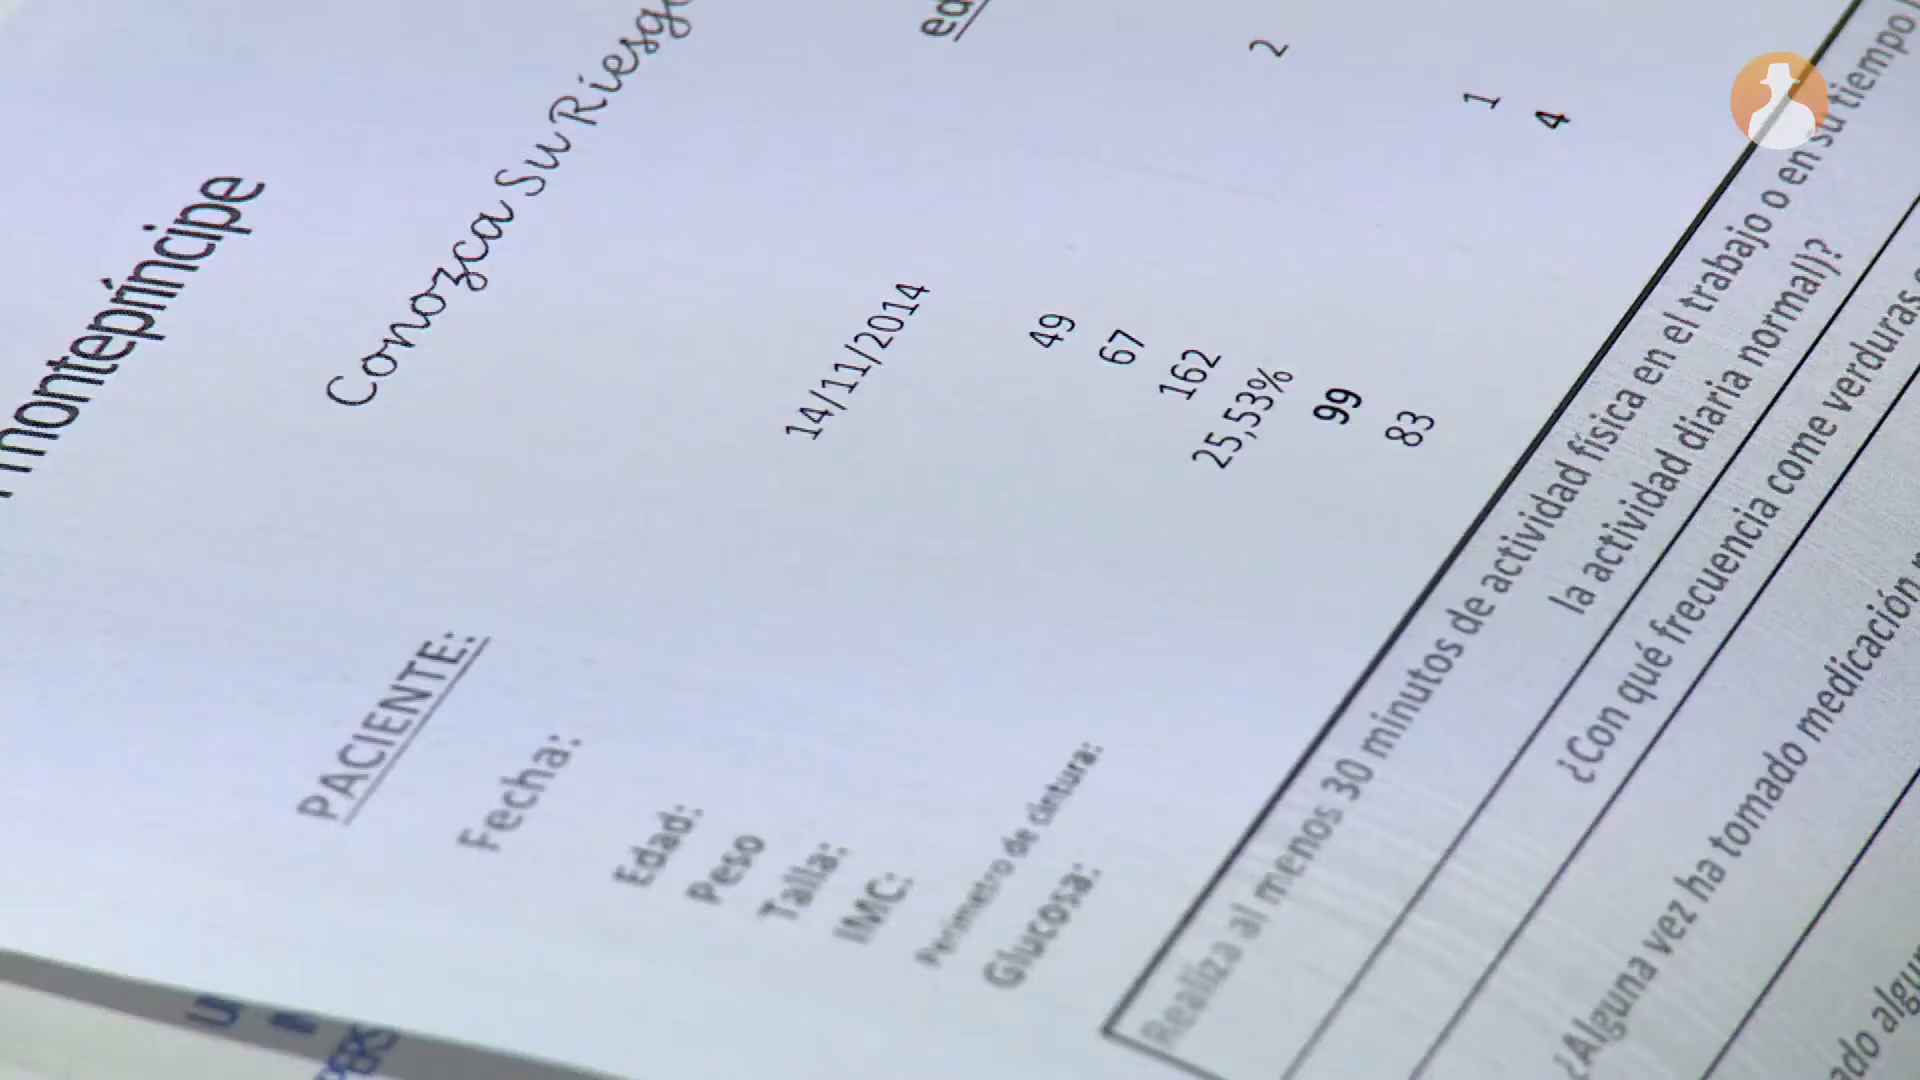 montepríncipe
Conozca Su Riesgo
PACIENTE:
Fecha: 14/11/2014
Edad: 49
Peso 67
Talla: 162
IMC: 25,53%
Perímetro de cintura: 99
Glucosa: 83
ed
2
1
4
Realiza al menos 30 minutos de actividad física en el trabajo o en su tiempo
la actividad diaria normal)?
¿Con qué frecuencia come verduras
¿Alguna vez ha tomado medicación